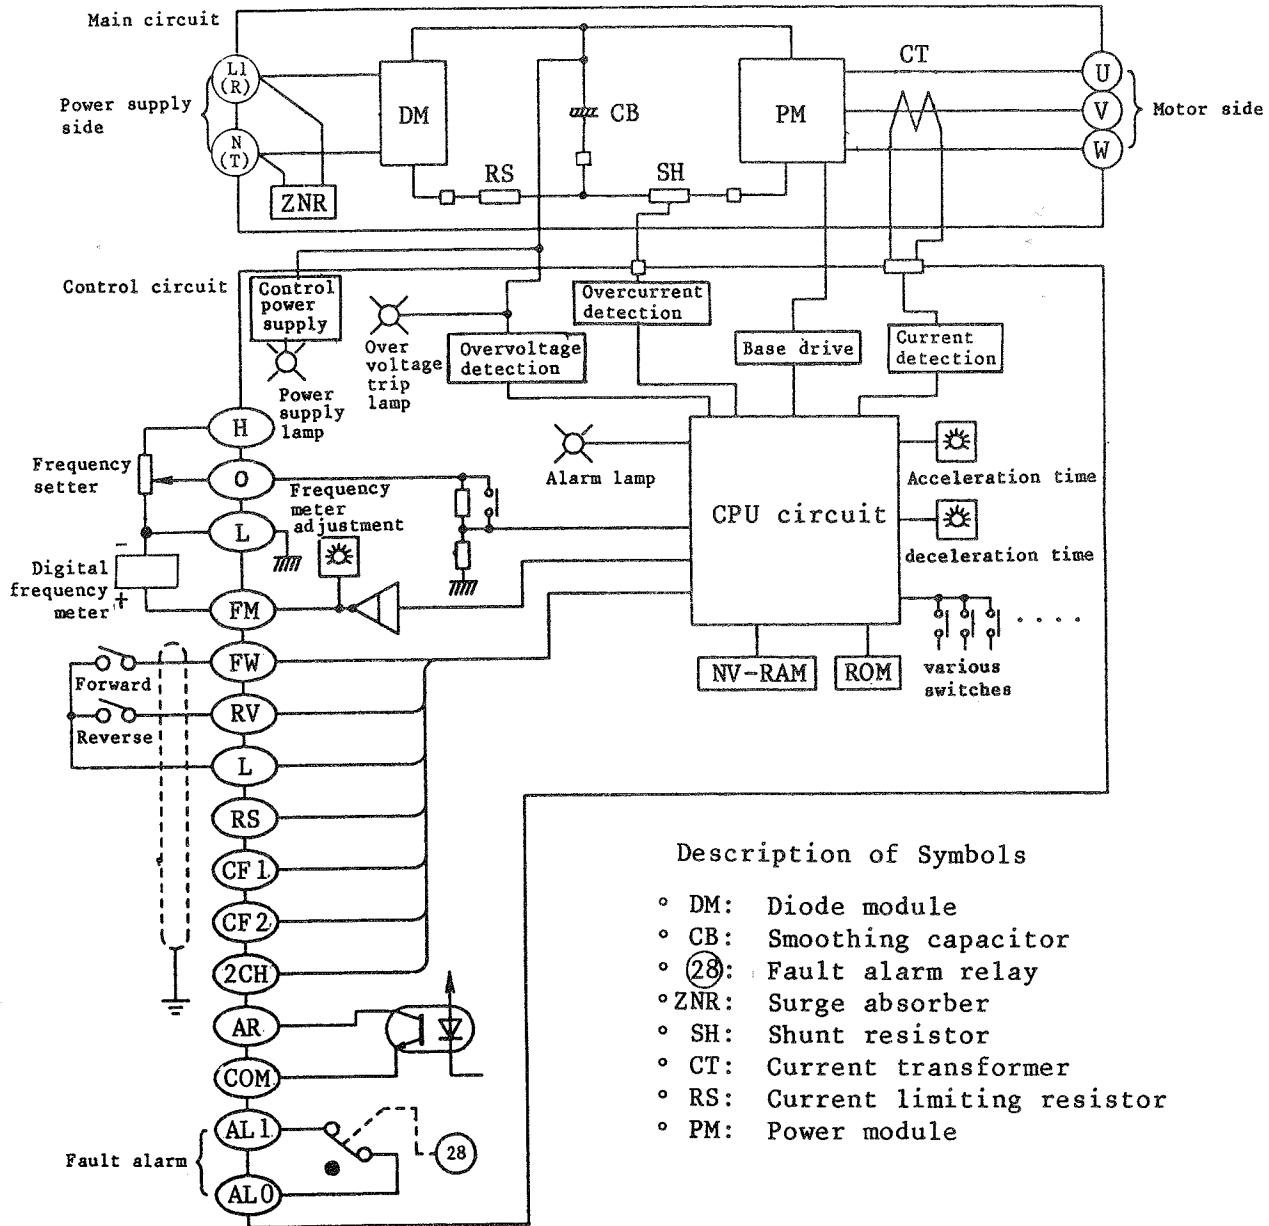 Main circuit
L1
(R)
Power supply
side
N
(T)
ZNR
DM
RS
CB
SH
PM
CT
U
V
W
Motor side
Control circuit
Control
power
supply
Power
supply
lamp
Over
voltage
trip
lamp
Overvoltage
detection
Overcurrent
detection
Base drive
Current
detection
H
Frequency
setter
O
Frequency
meter
adjustment
Alarm lamp
CPU circuit
Acceleration time
deceleration time
L
-
Digital
frequency
meter
+
FM
NV-RAM
ROM
various
switches
FW
Forward
RV
Reverse
L
RS
CF1
CF2
2CH
AR
COM
AL1
Fault alarm
AL0
28
Description of Symbols
° DM: Diode module
° CB: Smoothing capacitor
° 28: Fault alarm relay
° ZNR: Surge absorber
° SH: Shunt resistor
° CT: Current transformer
° RS: Current limiting resistor
° PM: Power module